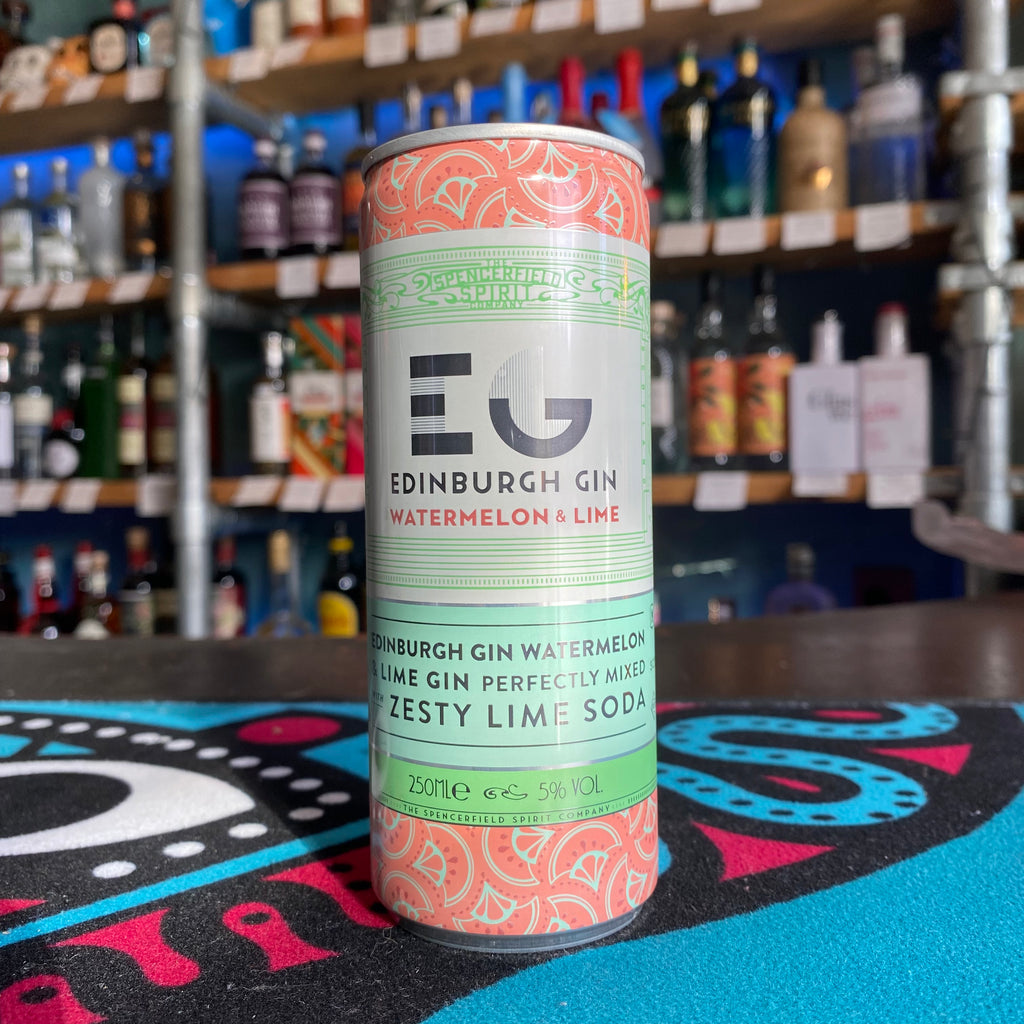 THE
SPENCERFIELD
SPIRIT
COMPANY
EG
EDINBURGH GIN
WATERMELON & LIME
EDINBURGH GIN WATERMELON
& LIME GIN PERFECTLY MIXED
WITH ZESTY LIME SODA
250ML℮ 5% VOL.
THE SPENCERFIELD SPIRIT COMPANY